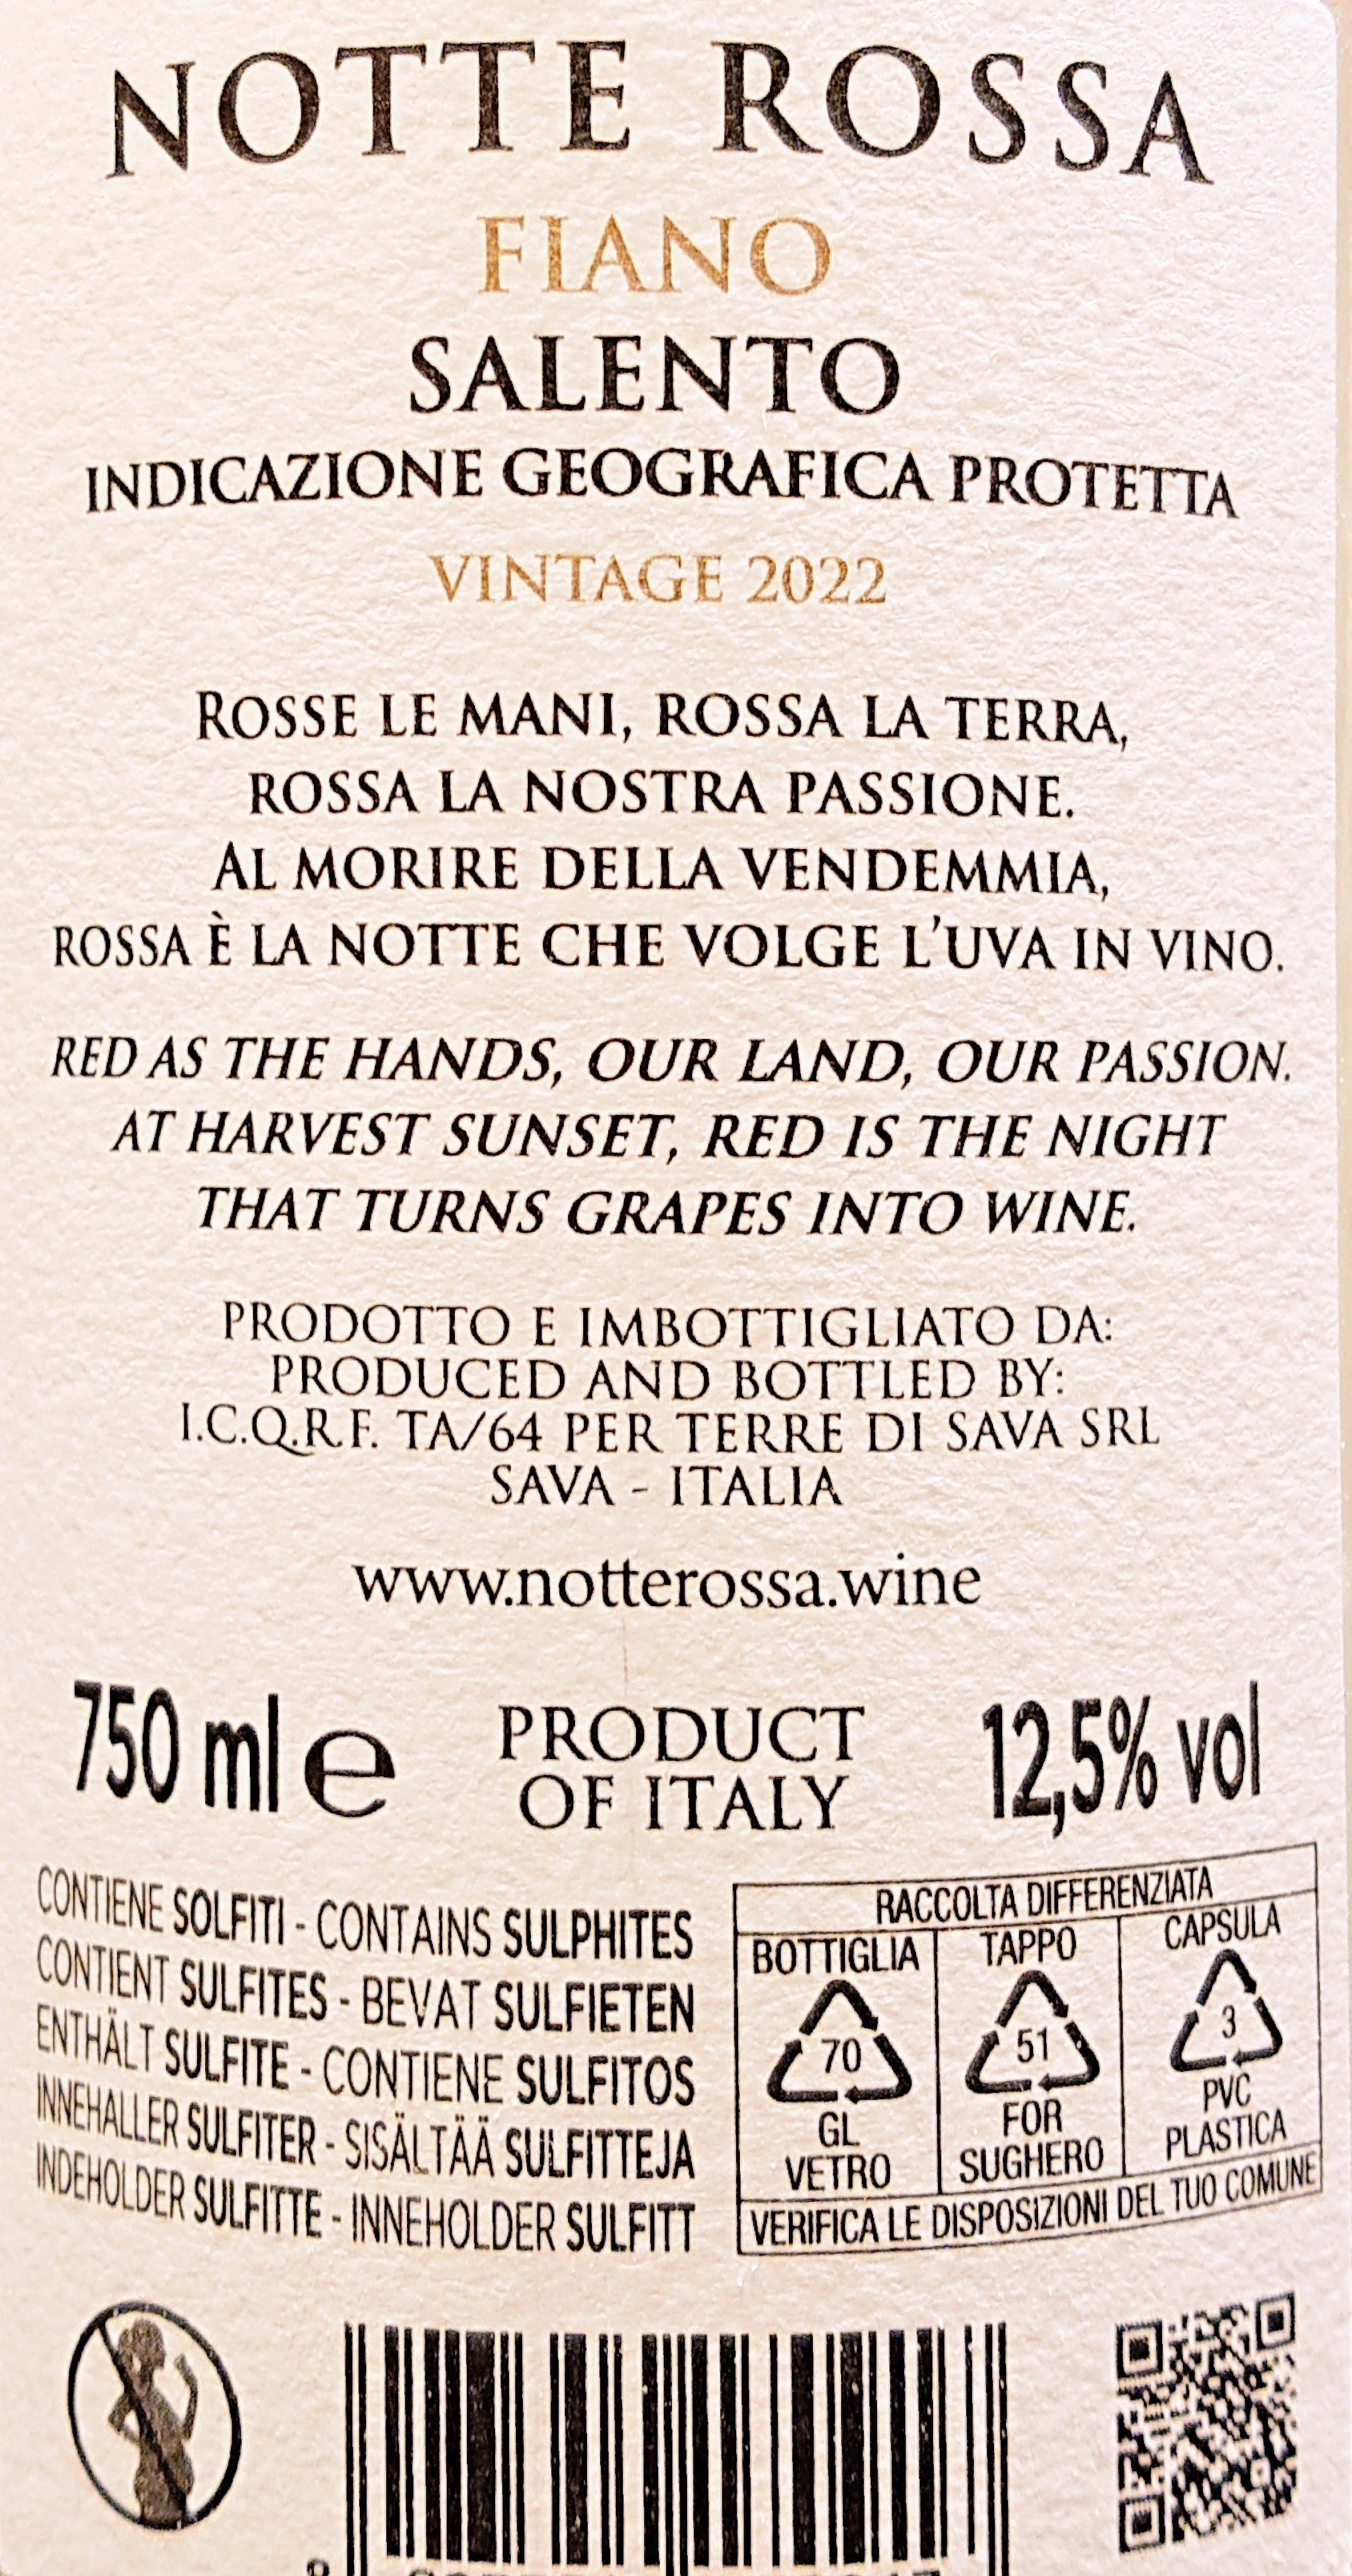 NOTTE ROSSA
FIANO
SALENTO
INDICAZIONE GEOGRAFICA PROTETTA
VINTAGE 2022
ROSSE LE MANI, ROSSA LA TERRA,
ROSSA LA NOSTRA PASSIONE.
AL MORIRE DELLA VENDEMMIA,
ROSSA È LA NOTTE CHE VOLGE L'UVA IN VINO.
RED AS THE HANDS, OUR LAND, OUR PASSION.
AT HARVEST SUNSET, RED IS THE NIGHT
THAT TURNS GRAPES INTO WINE.
PRODOTTO E IMBOTTIGLIATO DA:
PRODUCED AND BOTTLED BY:
I.C.Q.R.F. TA/64 PER TERRE DI SAVA SRL
SAVA - ITALIA
www.notterossa.wine
750 ml e
PRODUCT
OF ITALY
12,5% vol
CONTIENE SOLFITI - CONTAINS SULPHITES
CONTIENT SULFITES - BEVAT SULFIETEN
ENTHÄLT SULFITE - CONTIENE SULFITOS
INNEHALLER SULFITER - SISÄLTÄÄ SULFITTEJA
INDEHOLDER SULFITTE - INNEHOLDER SULFITT
RACCOLTA DIFFERENZIATA
BOTTIGLIA
70
GL
VETRO
TAPPO
51
FOR
SUGHERO
CAPSULA
3
PVC
PLASTICA
VERIFICA LE DISPOSIZIONI DEL TUO COMUNE